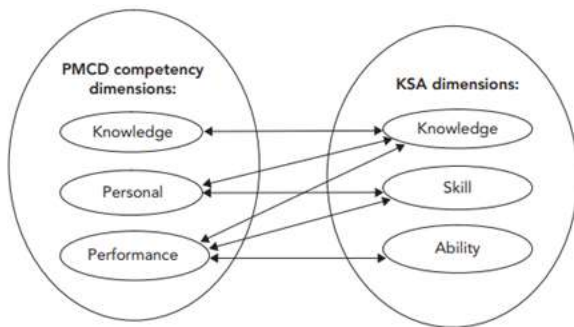 PMCD competency
dimensions:
Knowledge
Personal
Performance
KSA dimensions:
Knowledge
Skill
Ability